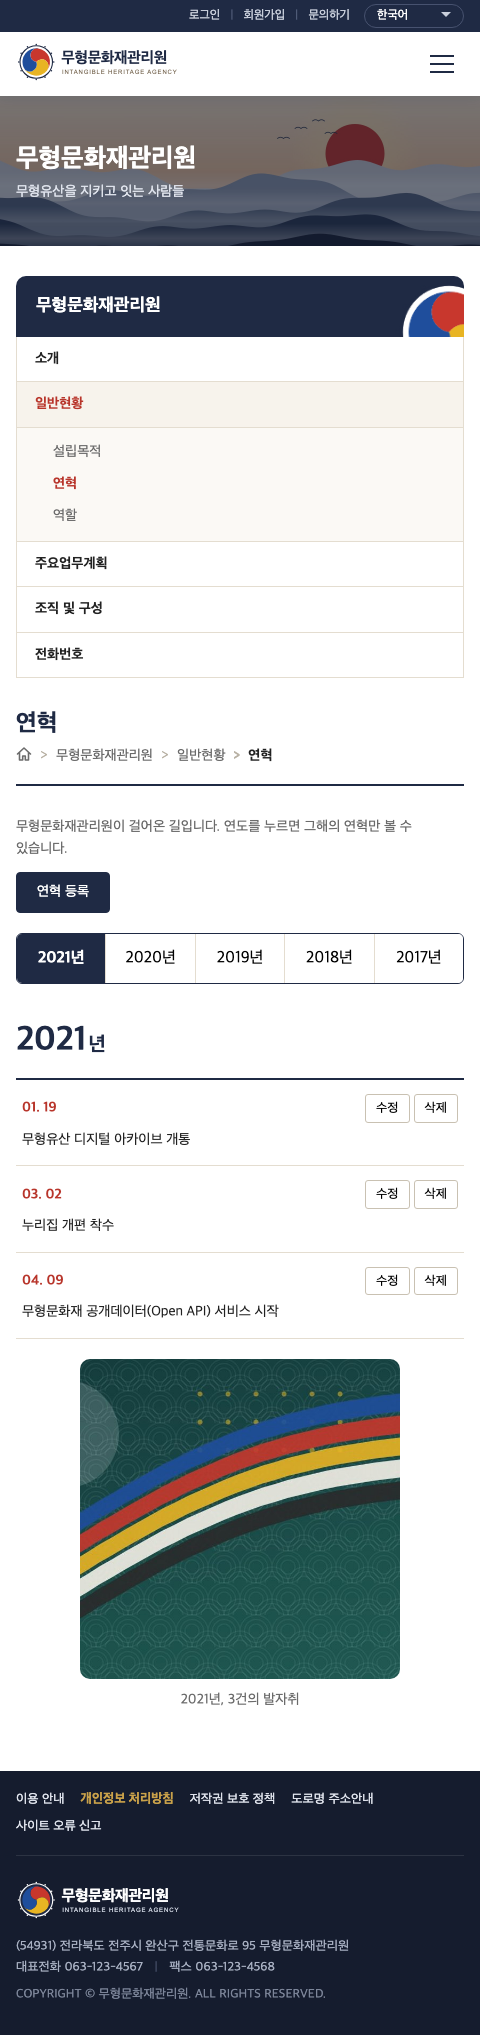 로그인 | 회원가입 | 문의하기 한국어
무형문화재관리원
INTANGIBLE HERITAGE AGENCY
무형문화재관리원
무형유산을 지키고 잇는 사람들
무형문화재관리원
소개
일반현황
설립목적
연혁
역할
주요업무계획
조직 및 구성
전화번호
연혁
> 무형문화재관리원 > 일반현황 > 연혁
무형문화재관리원이 걸어온 길입니다. 연도를 누르면 그해의 연혁만 볼 수
있습니다.
연혁 등록
2021년 2020년 2019년 2018년 2017년
2021년
01. 19 수정 삭제
무형유산 디지털 아카이브 개통
03. 02 수정 삭제
누리집 개편 착수
04. 09 수정 삭제
무형문화재 공개데이터(Open API) 서비스 시작
2021년, 3건의 발자취
이용 안내 개인정보 처리방침 저작권 보호 정책 도로명 주소안내
사이트 오류 신고
무형문화재관리원
INTANGIBLE HERITAGE AGENCY
(54931) 전라북도 전주시 완산구 전통문화로 95 무형문화재관리원
대표전화 063-123-4567 | 팩스 063-123-4568
COPYRIGHT © 무형문화재관리원. ALL RIGHTS RESERVED.